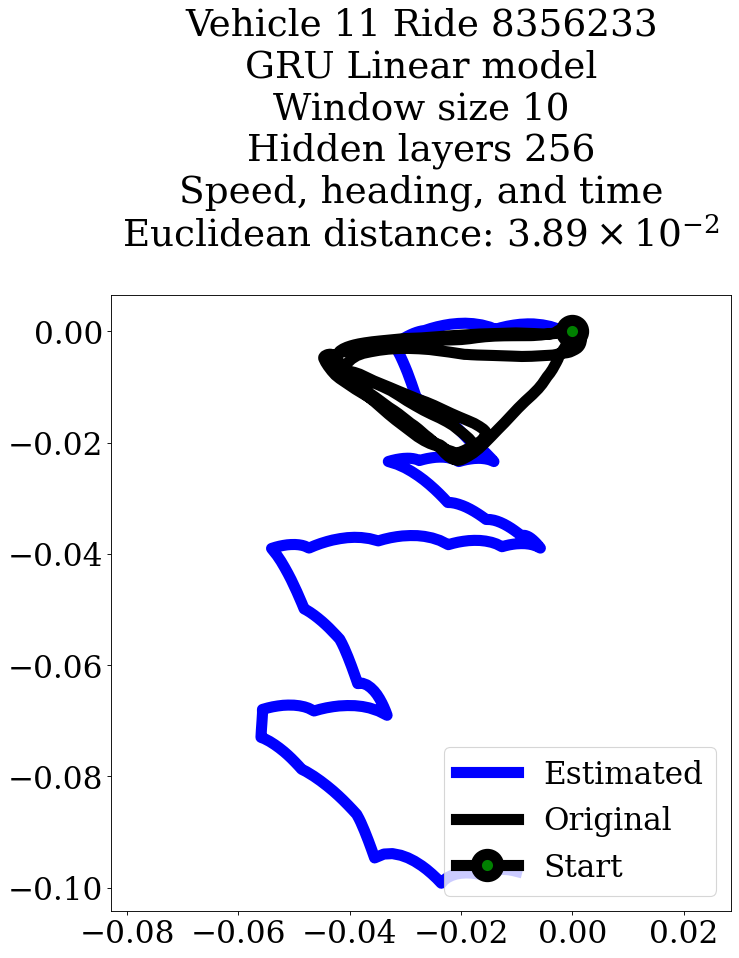 Vehicle 11 Ride 8356233
GRU Linear model
Window size 10
Hidden layers 256
Speed, heading, and time
Euclidean distance: 3.89 × 10⁻²
0.00
−0.02
−0.04
−0.06
−0.08
−0.10
Estimated
Original
Start
−0.08 −0.06 −0.04 −0.02 0.00 0.02